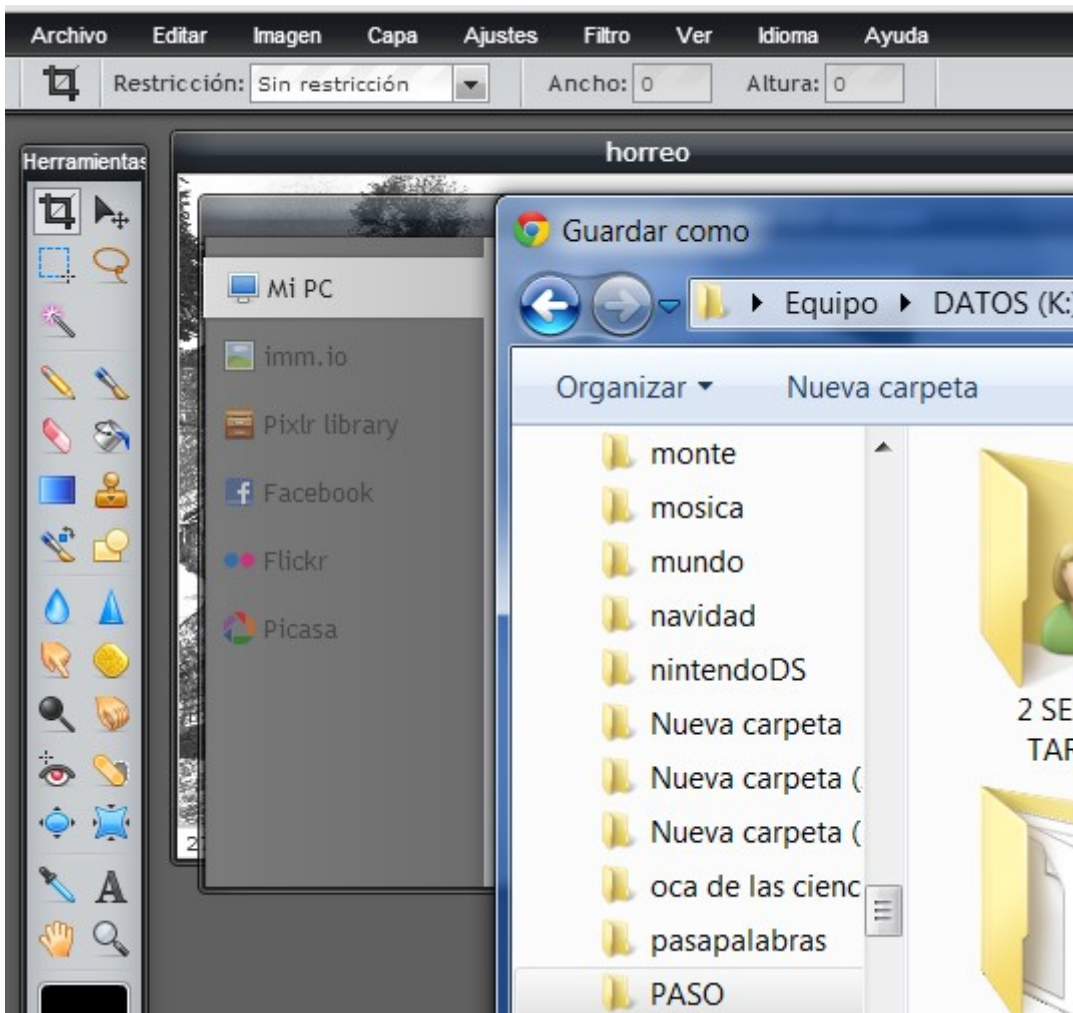 Archivo Editar Imagen Capa Ajustes Filtro Ver Idioma Ayuda
Restricción: Sin restricción Ancho: 0 Altura: 0
Herramientas
horreo
Mi PC
imm.io
Pixlr library
Facebook
Flickr
Picasa
Guardar como
Equipo DATOS (K:)
Organizar Nueva carpeta
monte
mosica
mundo
navidad
nintendoDS
Nueva carpeta
Nueva carpeta (
Nueva carpeta (
oca de las cienc
pasapalabras
PASO
2 SE
TAR